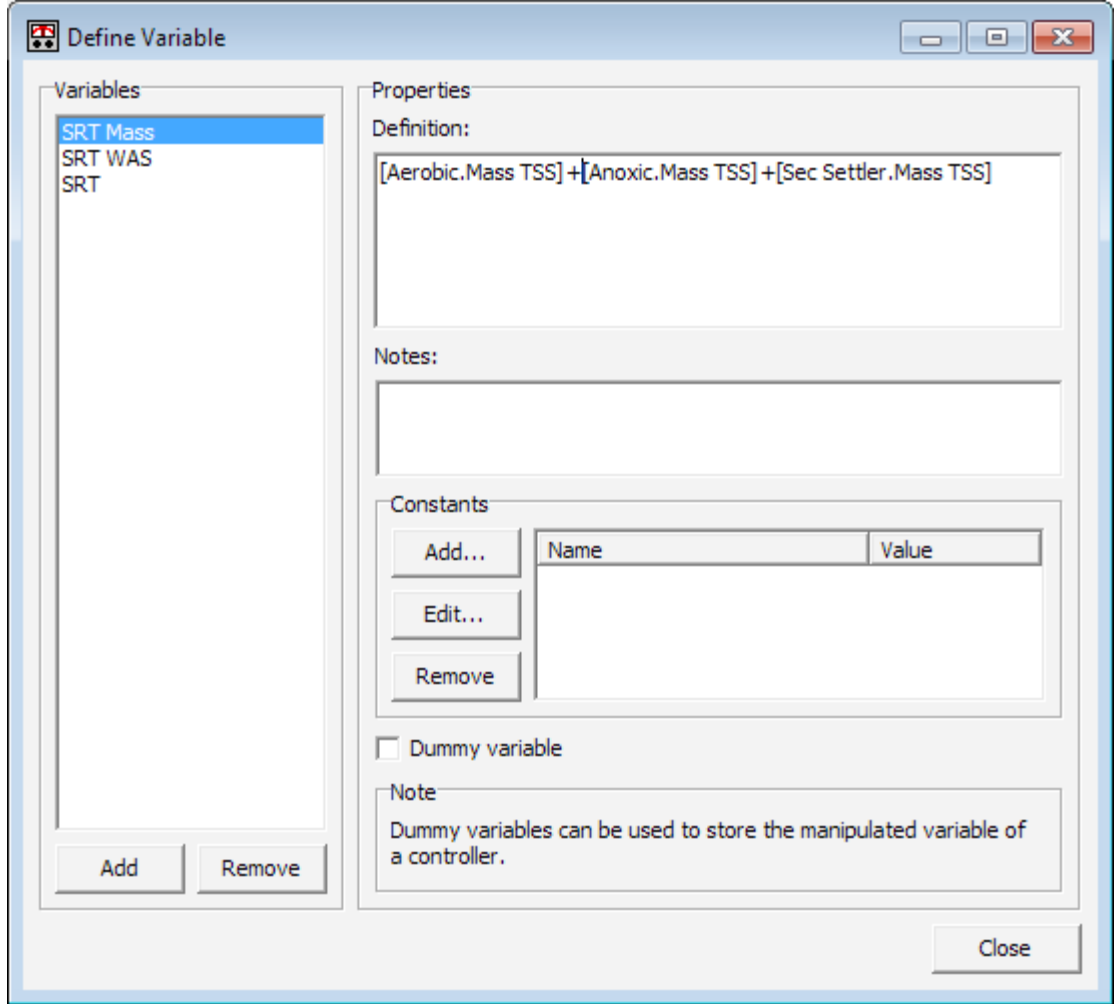 Define Variable
Variables
SRT Mass
SRT WAS
SRT
Add
Remove
Properties
Definition:
[Aerobic.Mass TSS]+[Anoxic.Mass TSS]+[Sec Settler.Mass TSS]
Notes:
Constants
Add...
Edit...
Remove
Name
Value
Dummy variable
Note
Dummy variables can be used to store the manipulated variable of
a controller.
Close